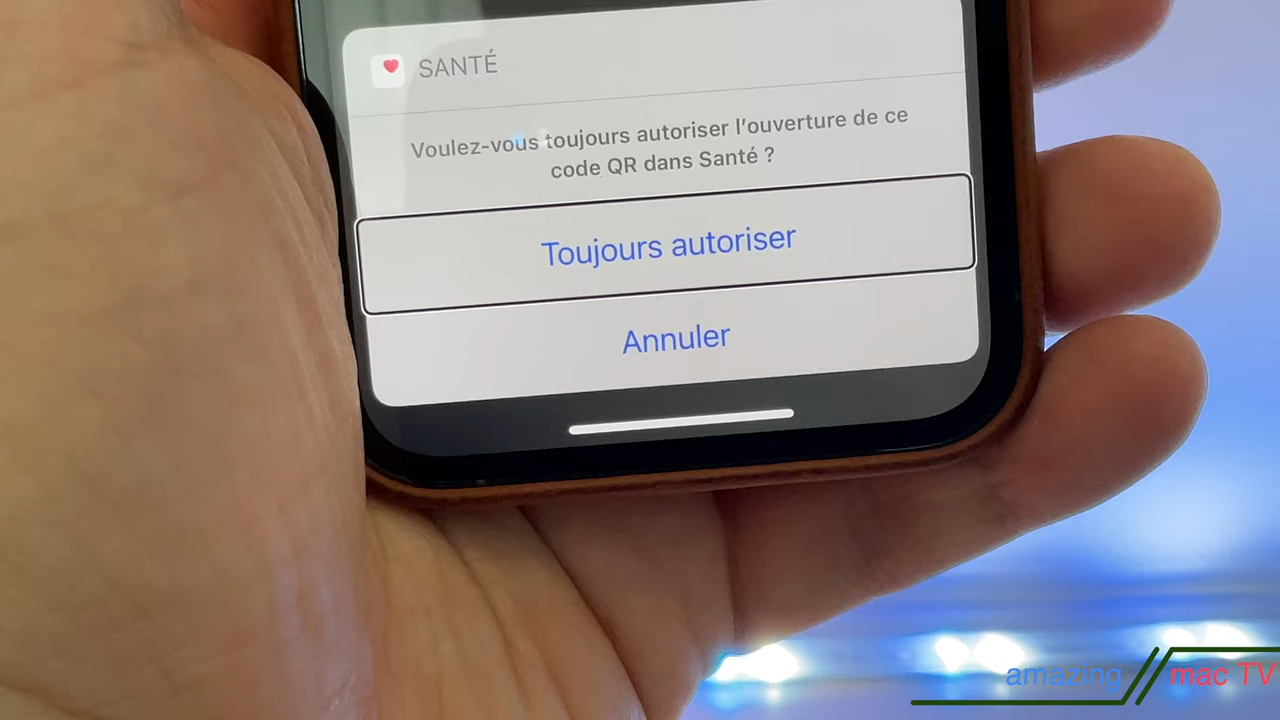 SANTÉ
Voulez-vous toujours autoriser l'ouverture de ce
code QR dans Santé ?
Toujours autoriser
Annuler
amazing // mac TV